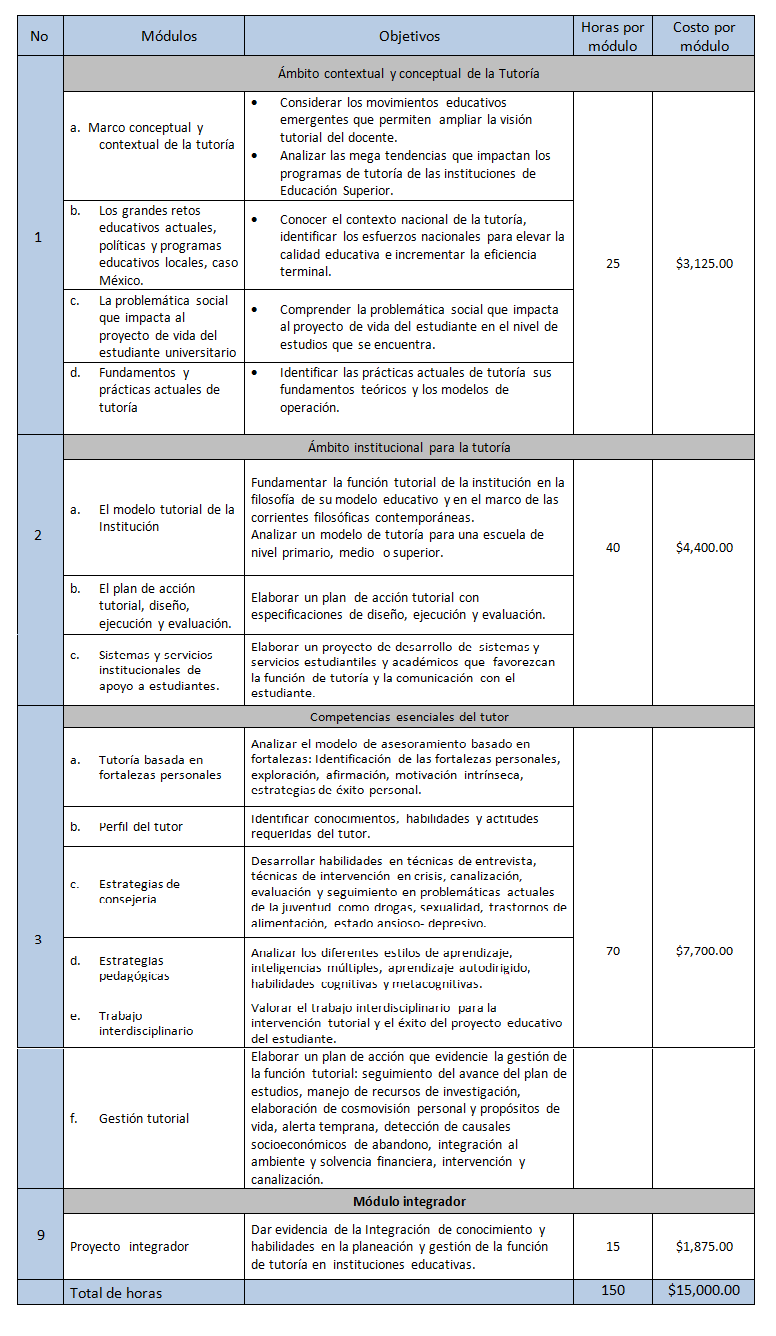 No
Módulos
Objetivos
Horas por
módulo
Costo por
módulo
1
Ámbito contextual y conceptual de la Tutoría
a. Marco conceptual y
contextual de la tutoría
• Considerar los movimientos educativos
emergentes que permiten ampliar la visión
tutorial del docente.
• Analizar las mega tendencias que impactan los
programas de tutoría de las instituciones de
Educación Superior.
b. Los grandes retos
educativos actuales,
políticas y programas
educativos locales, caso
México.
• Conocer el contexto nacional de la tutoría,
identificar los esfuerzos nacionales para elevar la
calidad educativa e incrementar la eficiencia
terminal.
25
$3,125.00
c. La problemática social
que impacta al
proyecto de vida del
estudiante universitario
• Comprender la problemática social que impacta
al proyecto de vida del estudiante en el nivel de
estudios que se encuentra.
d. Fundamentos y
prácticas actuales de
tutoría
• Identificar las prácticas actuales de tutoría sus
fundamentos teóricos y los modelos de
operación.
2
Ámbito institucional para la tutoría
a. El modelo tutorial de la
Institución
Fundamentar la función tutorial de la institución en la
filosofía de su modelo educativo y en el marco de las
corrientes filosóficas contemporáneas.
Analizar un modelo de tutoría para una escuela de
nivel primario, medio o superior.
40
$4,400.00
b. El plan de acción
tutorial, diseño,
ejecución y evaluación.
Elaborar un plan de acción tutorial con
especificaciones de diseño, ejecución y evaluación.
c. Sistemas y servicios
institucionales de
apoyo a estudiantes.
Elaborar un proyecto de desarrollo de sistemas y
servicios estudiantiles y académicos que favorezcan
la función de tutoría y la comunicación con el
estudiante.
3
Competencias esenciales del tutor
a. Tutoría basada en
fortalezas personales
Analizar el modelo de asesoramiento basado en
fortalezas: Identificación de las fortalezas personales,
exploración, afirmación, motivación intrínseca,
estrategias de éxito personal.
b. Perfil del tutor
Identificar conocimientos, habilidades y actitudes
requeridas del tutor.
c. Estrategias de
consejería
Desarrollar habilidades en técnicas de entrevista,
técnicas de intervención en crisis, canalización,
evaluación y seguimiento en problemáticas actuales
de la juventud como drogas, sexualidad, trastornos de
alimentación, estado ansioso- depresivo.
70
$7,700.00
d. Estrategias
pedagógicas
Analizar los diferentes estilos de aprendizaje,
inteligencias múltiples, aprendizaje autodirigido,
habilidades cognitivas y metacognitivas.
e. Trabajo
interdisciplinario
Valorar el trabajo interdisciplinario para la
intervención tutorial y el éxito del proyecto educativo
del estudiante.
f. Gestión tutorial
Elaborar un plan de acción que evidencie la gestión de
la función tutorial: seguimiento del avance del plan de
estudios, manejo de recursos de investigación,
elaboración de cosmovisión personal y propósitos de
vida, alerta temprana, detección de causales
socioeconómicos de abandono, integración al
ambiente y solvencia financiera, intervención y
canalización.
9
Módulo integrador
Proyecto integrador
Dar evidencia de la Integración de conocimiento y
habilidades en la planeación y gestión de la función
de tutoría en instituciones educativas.
15
$1,875.00
Total de horas
150
$15,000.00